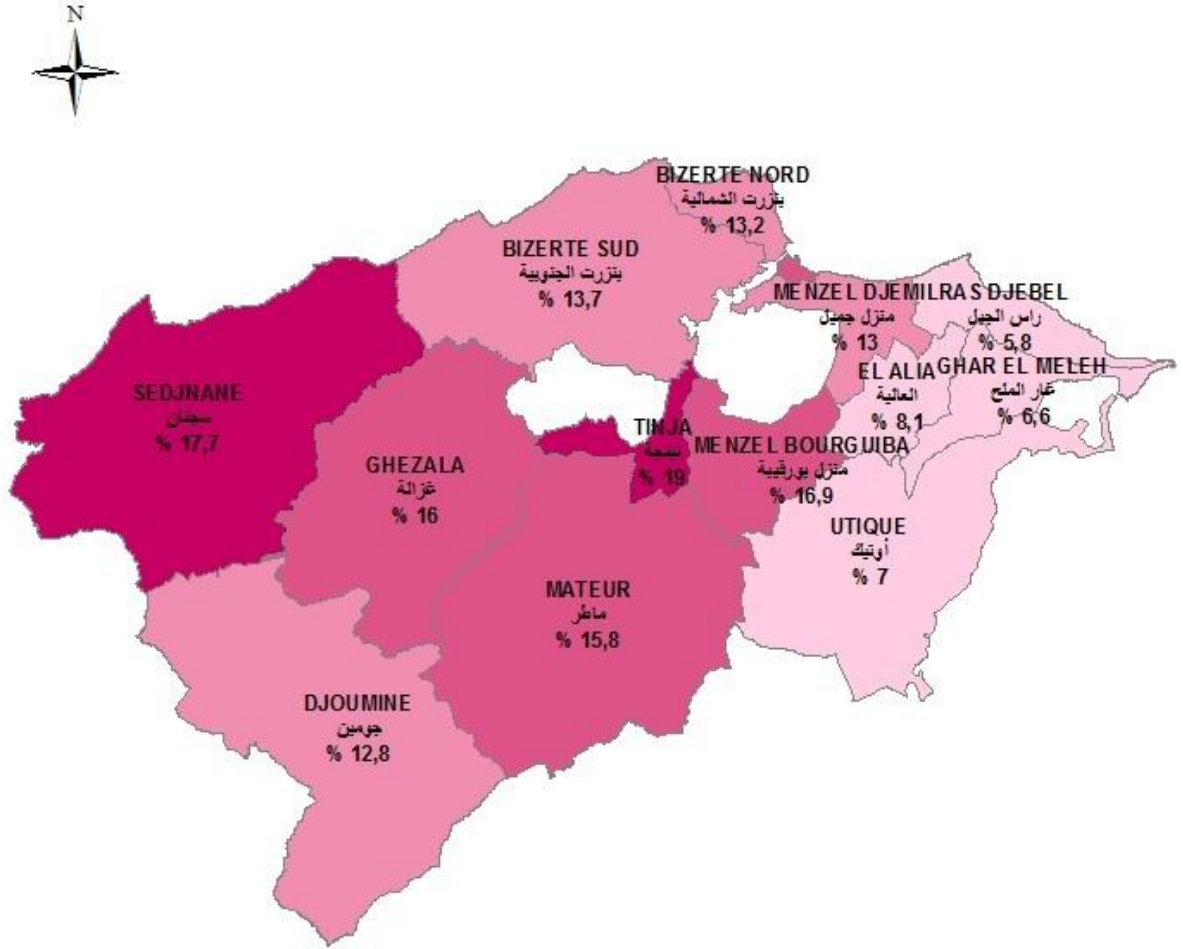 N
BIZERTE NORD
بنزرت الشمالية
% 13,2
BIZERTE SUD
بنزرت الجنوبية
% 13,7
MENZEL DJEMIL
منزل جميل
% 13
RAS DJEBEL
راس الجبل
% 5,8
EL ALIA
العالية
% 8,1
GHAR EL MELEH
غار الملح
% 6,6
SEDJNANE
سجنان
% 17,7
TINJA
تينجة
% 19
MENZEL BOURGUIBA
منزل بورقيبة
% 16,9
GHEZALA
غزالة
% 16
UTIQUE
أوتيك
% 7
MATEUR
ماطر
% 15,8
DJOUMINE
جومين
% 12,8